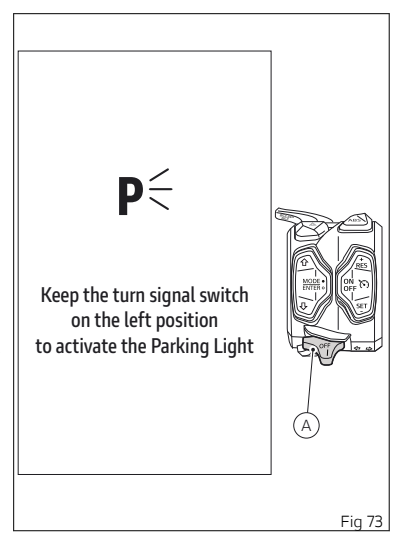 P
Keep the turn signal switch
on the left position
to activate the Parking Light
ABS
MODE
ENTER
+
RES
ON
OFF
SET
-
OFF
A
Fig 73